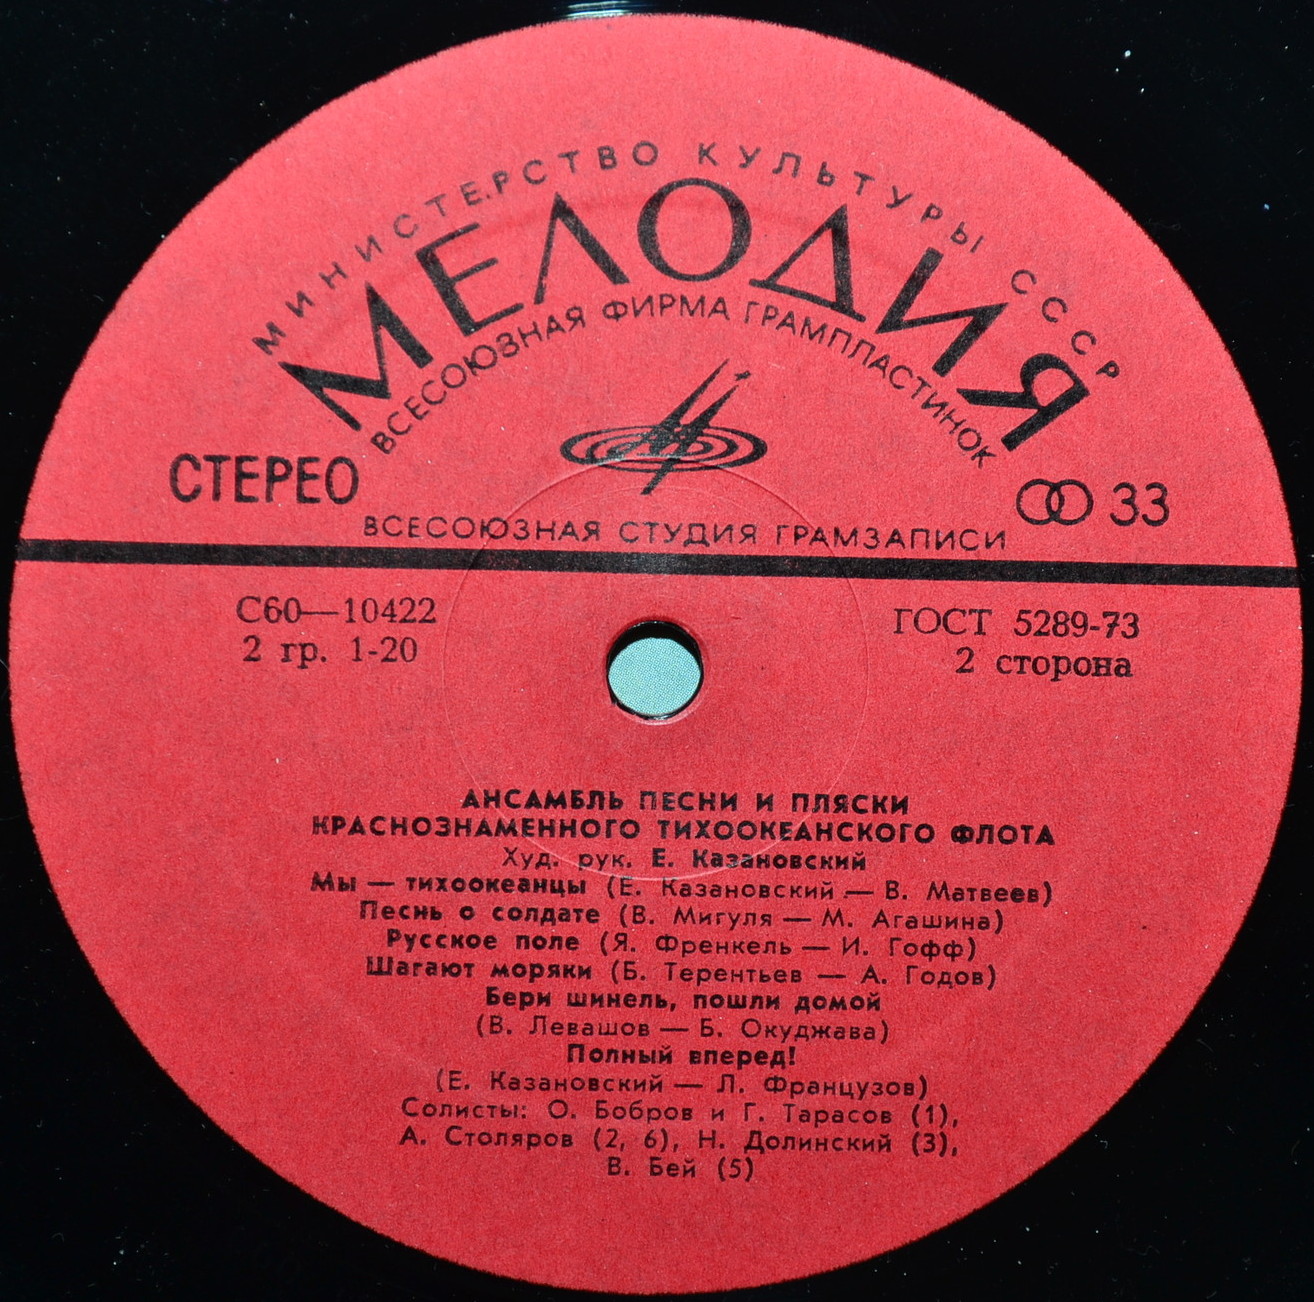 МИНИСТЕРСТВО КУЛЬТУРЫ СССР
МЕЛОДИЯ
ВСЕСОЮЗНАЯ ФИРМА ГРАМПЛАСТИНОК
СТЕРЕО
33
ВСЕСОЮЗНАЯ СТУДИЯ ГРАМЗАПИСИ
С60—10422
ГОСТ 5289-73
2 гр. 1-20
2 сторона
АНСАМБЛЬ ПЕСНИ И ПЛЯСКИ
КРАСНОЗНАМЕННОГО ТИХООКЕАНСКОГО ФЛОТА
Худ. рук. Е. Казановский
Мы — тихоокеанцы (Е. Казановский — В. Матвеев)
Песнь о солдате (В. Мигуля — М. Агашина)
Русское поле (Я. Френкель — И. Гофф)
Шагают моряки (Б. Терентьев — А. Годов)
Бери шинель, пошли домой
(В. Левашов — Б. Окуджава)
Полный вперед!
(Е. Казановский — Л. Французов)
Солисты: О. Бобров и Г. Тарасов (1),
А. Столяров (2, 6), Н. Долинский (3),
В. Бей (5)